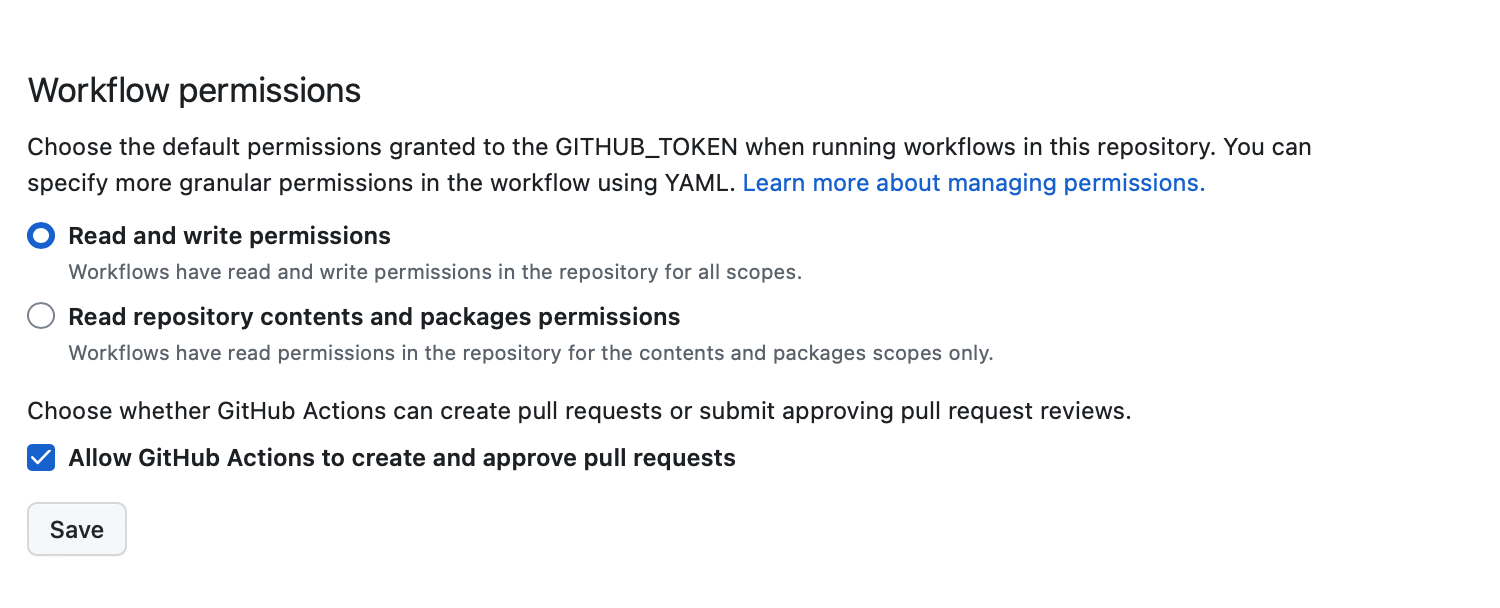 Workflow permissions
Choose the default permissions granted to the GITHUB_TOKEN when running workflows in this repository. You can
specify more granular permissions in the workflow using YAML. Learn more about managing permissions.
Read and write permissions
Workflows have read and write permissions in the repository for all scopes.
Read repository contents and packages permissions
Workflows have read permissions in the repository for the contents and packages scopes only.
Choose whether GitHub Actions can create pull requests or submit approving pull request reviews.
Allow GitHub Actions to create and approve pull requests
Save